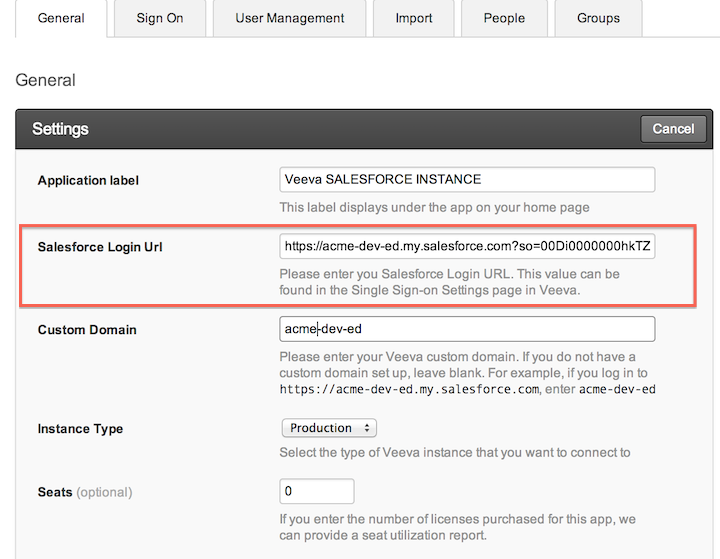 General
Sign On
User Management
Import
People
Groups
General
Settings
Cancel
Application label
Veeva SALESFORCE INSTANCE
This label displays under the app on your home page
Salesforce Login Url
https://acme-dev-ed.my.salesforce.com?so=00Di0000000hkTZ
Please enter you Salesforce Login URL. This value can be
found in the Single Sign-on Settings page in Veeva.
Custom Domain
acme-dev-ed
Please enter your Veeva custom domain. If you do not have a
custom domain set up, leave blank. For example, if you log in to
https://acme-dev-ed.my.salesforce.com, enter acme-dev-ed
Instance Type
Production
Select the type of Veeva instance that you want to connect to
Seats (optional)
0
If you enter the number of licenses purchased for this app, we
can provide a seat utilization report.